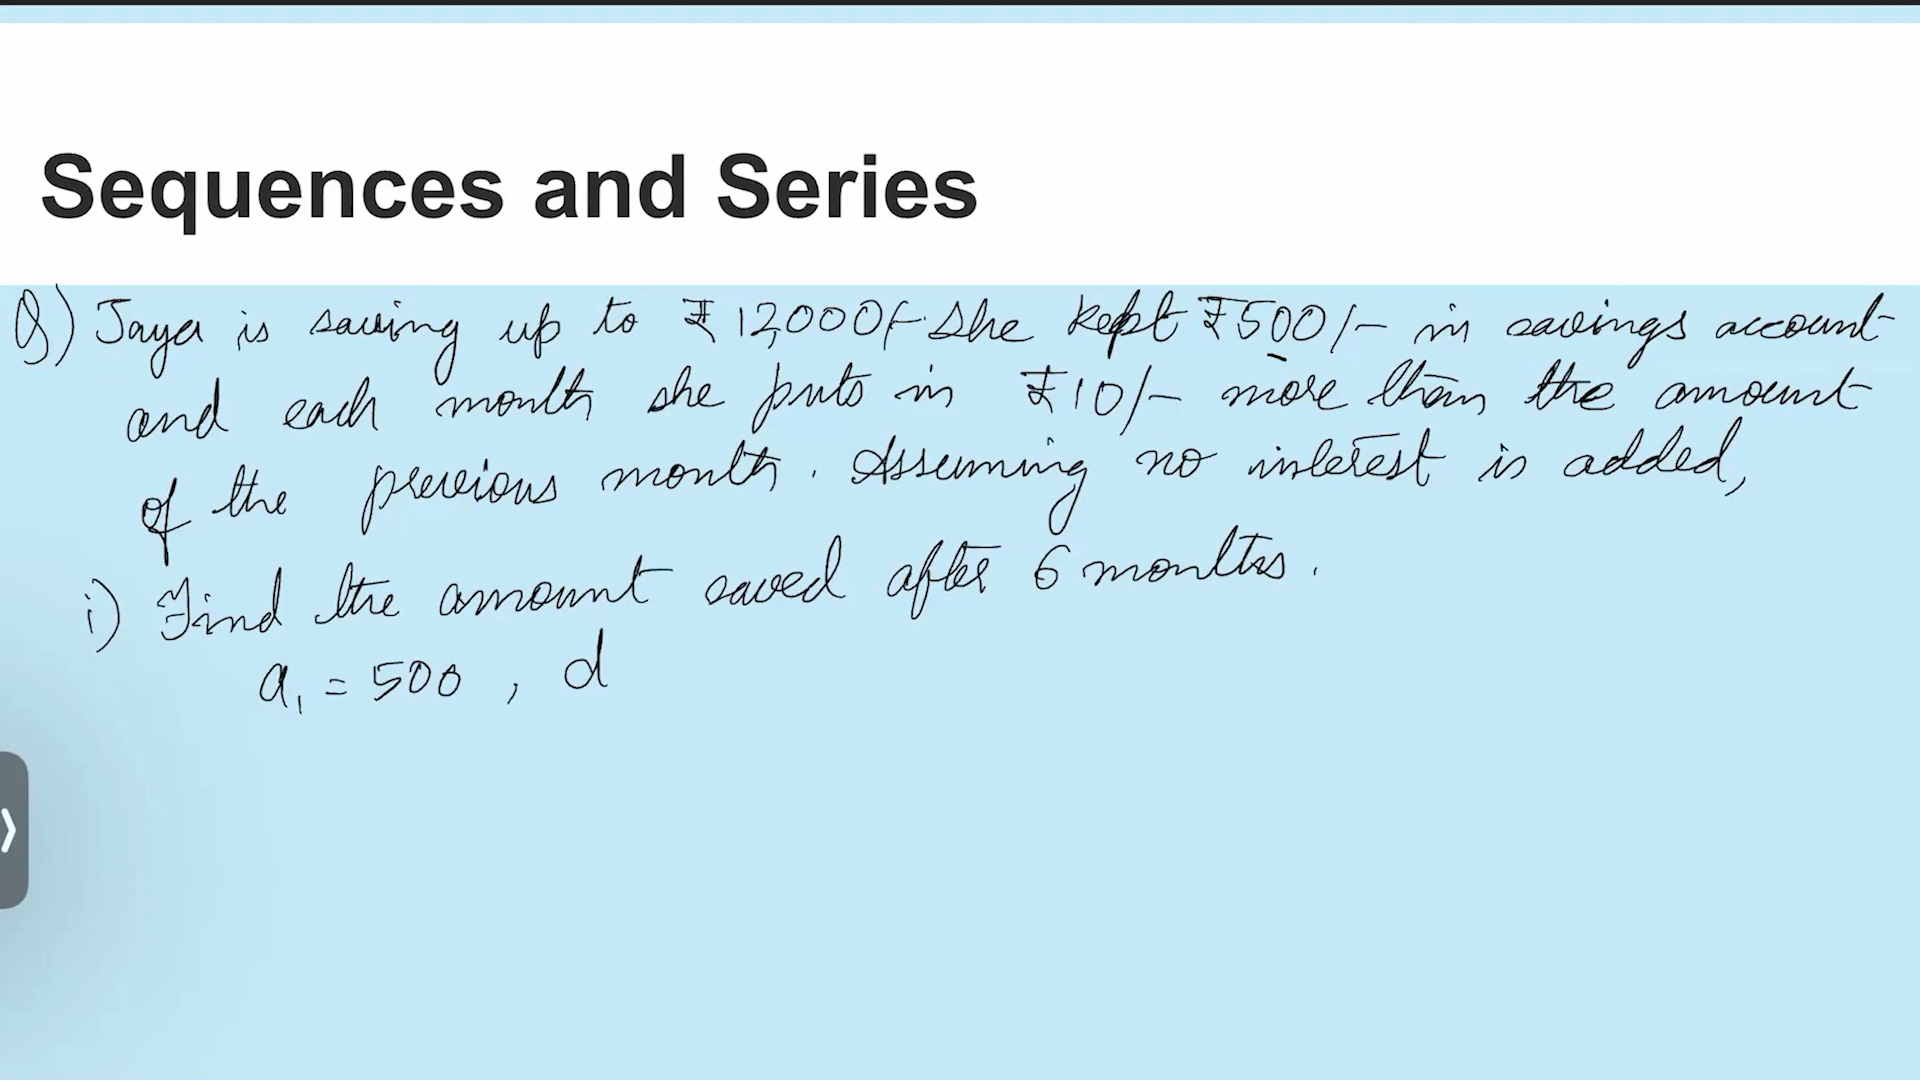 Sequences and Series
Q) Jaya is saving up to ₹12,000/- She kept ₹500/- in savings account
and each month she puts in ₹10/- more than the amount
of the previous month. Assuming no interest is added,
i) Find the amount saved after 6 months.
a₁ = 500 , d